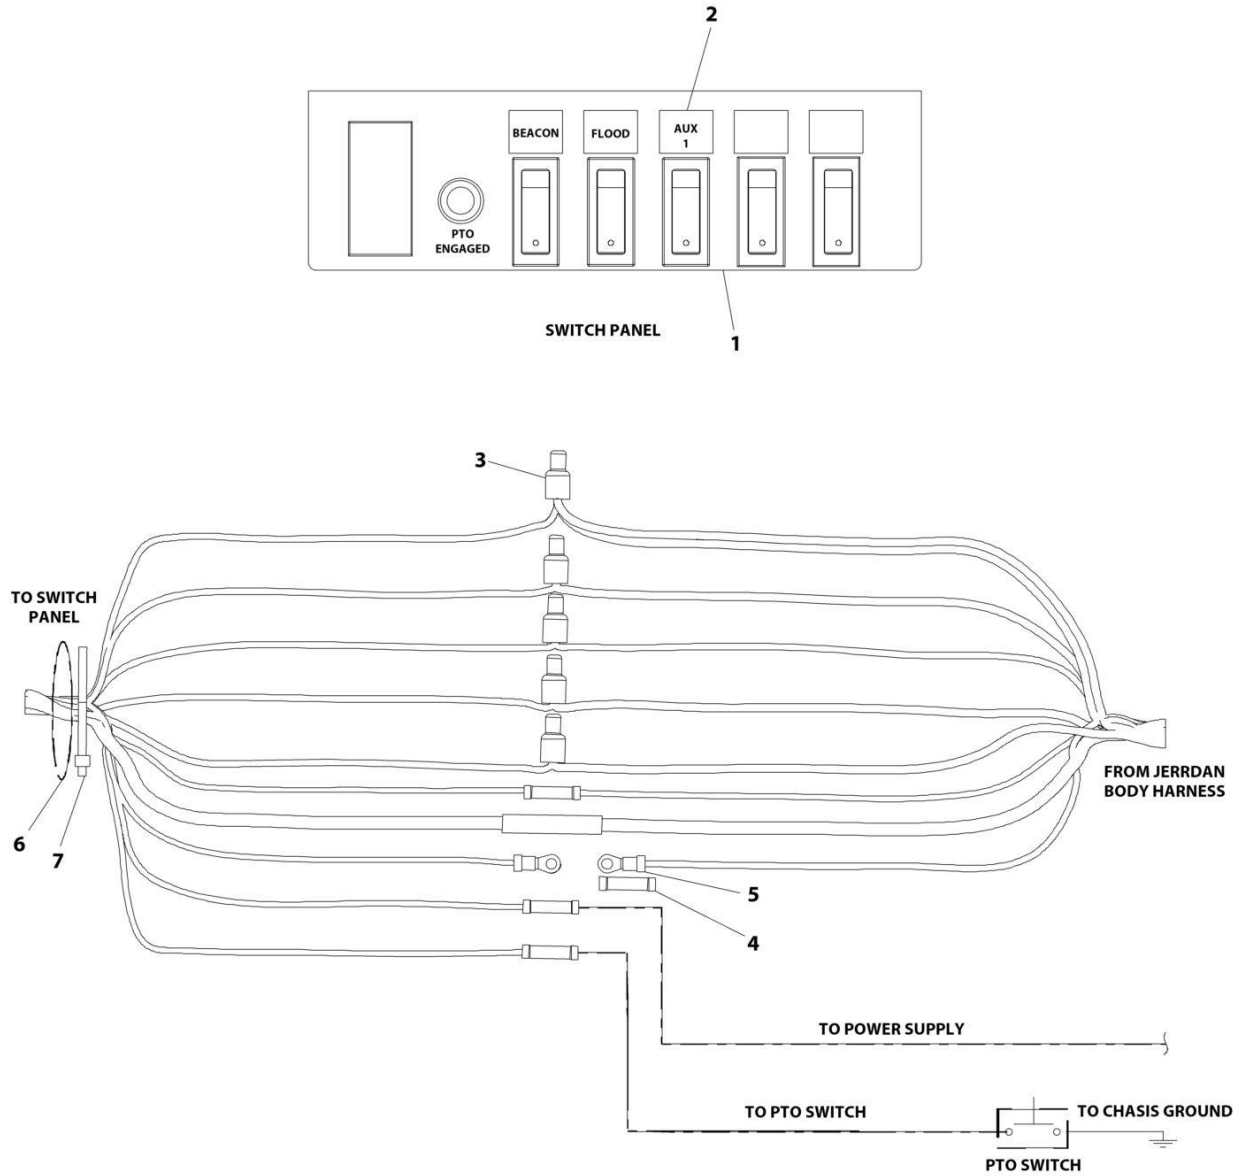 2
BEACON
FLOOD
AUX
1
PTO
ENGAGED
SWITCH PANEL
1
3
TO SWITCH
PANEL
FROM JERRDAN
BODY HARNESS
6
7
5
4
TO POWER SUPPLY
TO PTO SWITCH
TO CHASIS GROUND
PTO SWITCH